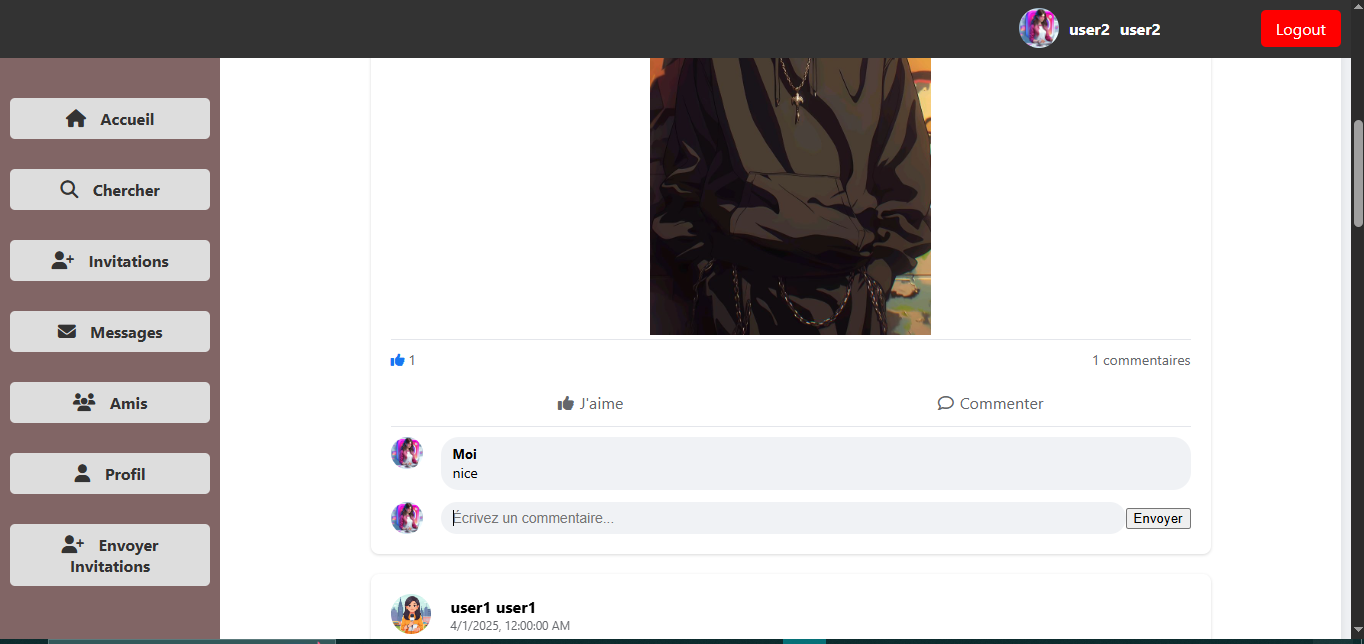 user2 user2
Logout
Accueil
Chercher
Invitations
Messages
Amis
Profil
Envoyer
Invitations
1
1 commentaires
J'aime
Commenter
Moi
nice
Écrivez un commentaire...
Envoyer
user1 user1
4/1/2025, 12:00:00 AM